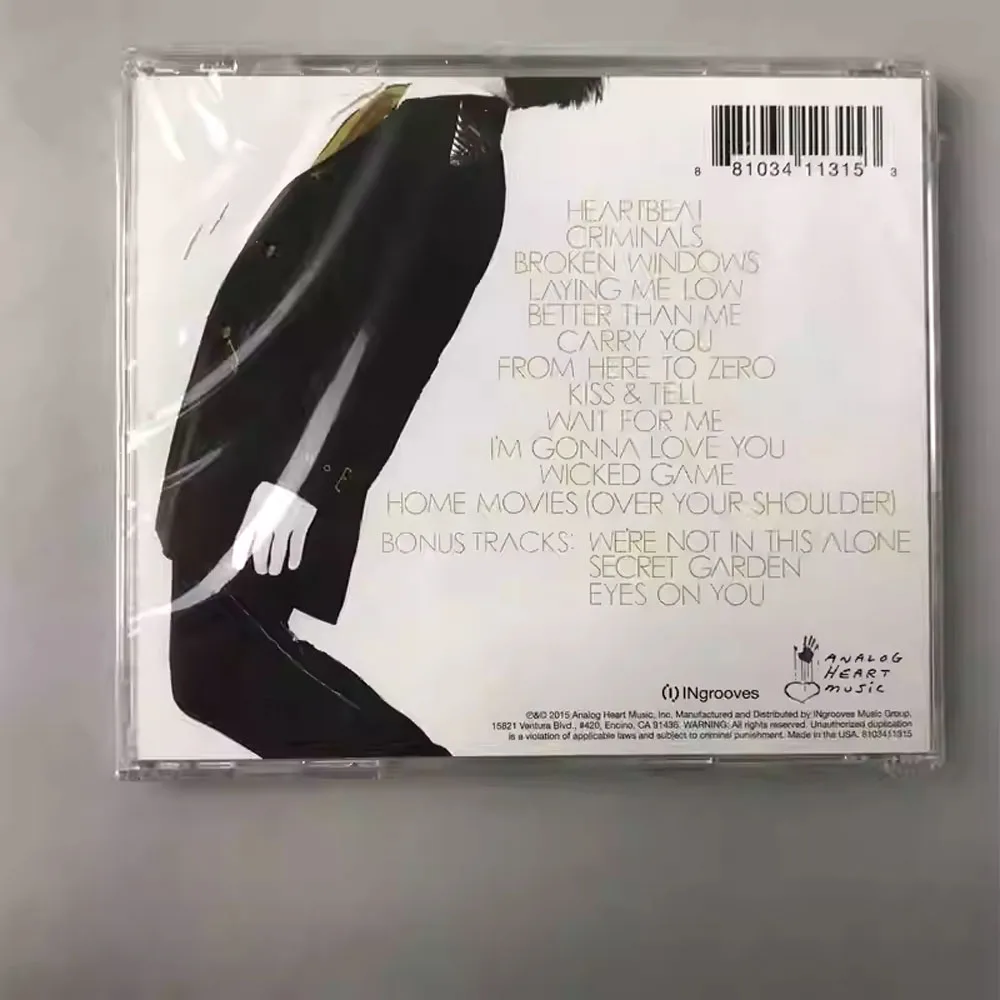 8 81034 11315 3
HEARTBEAT
CRIMINALS
BROKEN WINDOWS
LAYING ME LOW
BETTER THAN ME
CARRY YOU
FROM HERE TO ZERO
KISS & TELL
WAIT FOR ME
I'M GONNA LOVE YOU
WICKED GAME
HOME MOVIES (OVER YOUR SHOULDER)
BONUS TRACKS: WE'RE NOT IN THIS ALONE
SECRET GARDEN
EYES ON YOU
INgrooves
ANALOG
HEART
music
℗&© 2015 Analog Heart Music, Inc. Manufactured and Distributed by INgrooves Music Group,
15821 Ventura Blvd., #420, Encino, CA 91436. WARNING: All rights reserved. Unauthorized duplication
is a violation of applicable laws and subject to criminal punishment. Made in the USA. 8103411315